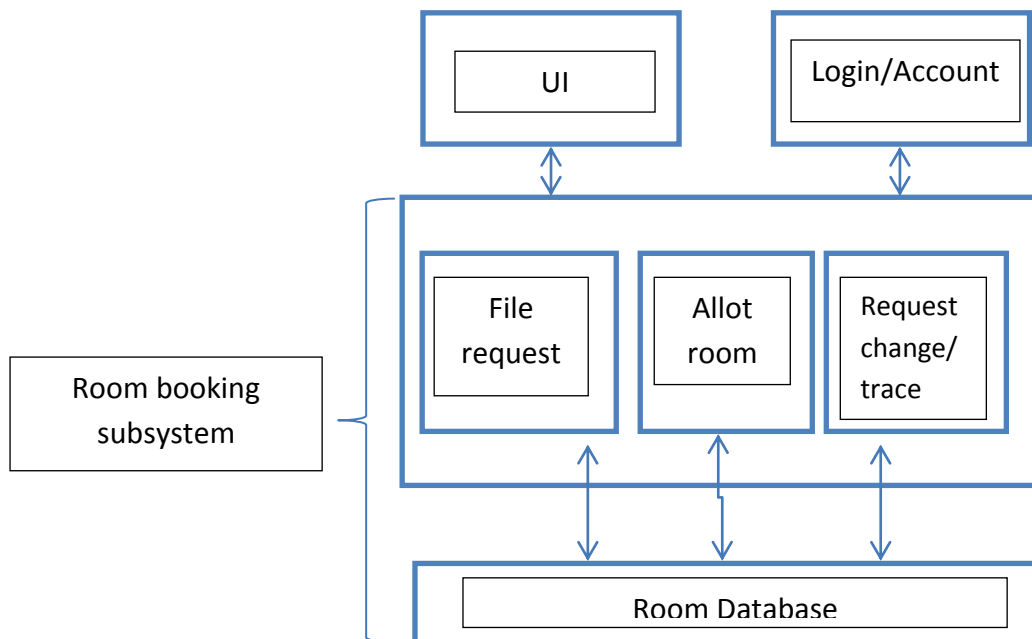 UI
Login/Account
File
request
Allot
room
Request
change/
trace
Room booking
subsystem
Room Database